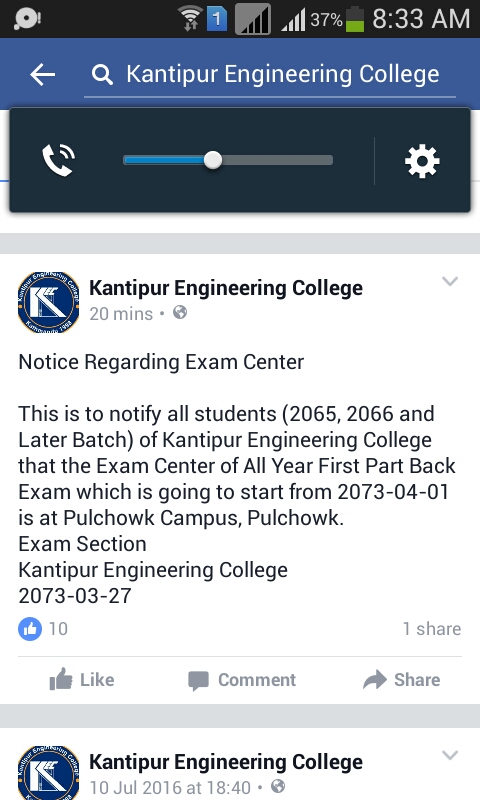 1 37% 8:33 AM
Kantipur Engineering College
Kantipur Engineering College
20 mins •
Notice Regarding Exam Center
This is to notify all students (2065, 2066 and
Later Batch) of Kantipur Engineering College
that the Exam Center of All Year First Part Back
Exam which is going to start from 2073-04-01
is at Pulchowk Campus, Pulchowk.
Exam Section
Kantipur Engineering College
2073-03-27
10 1 share
Like Comment Share
Kantipur Engineering College
10 Jul 2016 at 18:40 •